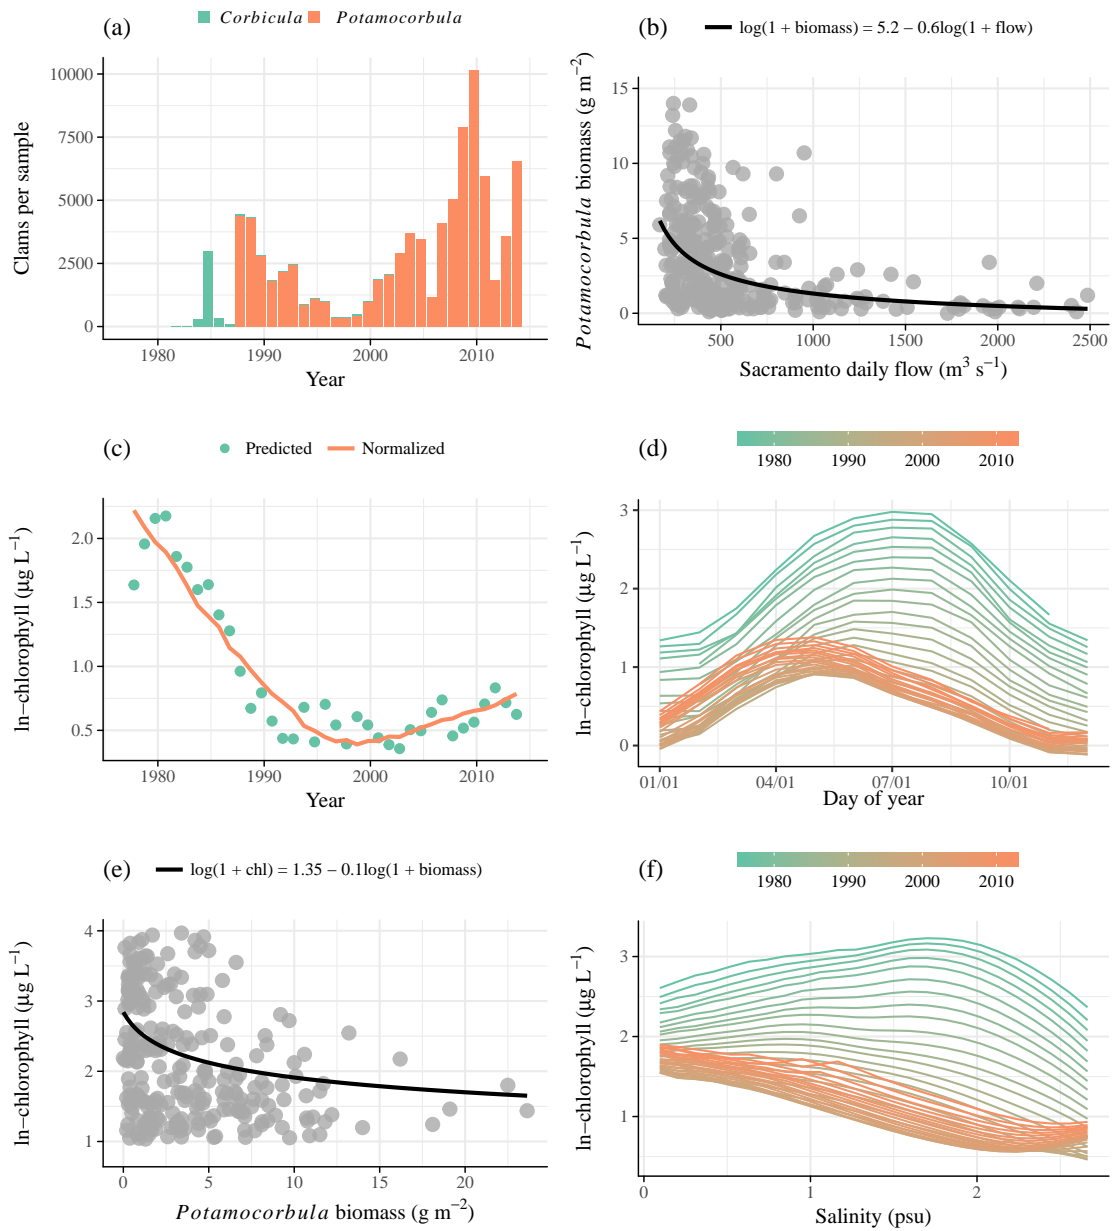 (a)
Corbicula Potamocorbula
10000
7500
5000
2500
0
Clams per sample
1980 1990 2000 2010
Year
(b)
log(1 + biomass) = 5.2 − 0.6log(1 + flow)
15
10
5
0
Potamocorbula biomass (g m−2)
500 1000 1500 2000 2500
Sacramento daily flow (m3 s−1)
(c)
Predicted Normalized
2.0
1.5
1.0
0.5
ln−chlorophyll (µg L−1)
1980 1990 2000 2010
Year
(d)
1980 1990 2000 2010
3
2
1
0
ln−chlorophyll (µg L−1)
01/01 04/01 07/01 10/01
Day of year
(e)
log(1 + chl) = 1.35 − 0.1log(1 + biomass)
4
3
2
1
ln−chlorophyll (µg L−1)
0 5 10 15 20
Potamocorbula biomass (g m−2)
(f)
1980 1990 2000 2010
3
2
1
ln−chlorophyll (µg L−1)
0 1 2
Salinity (psu)